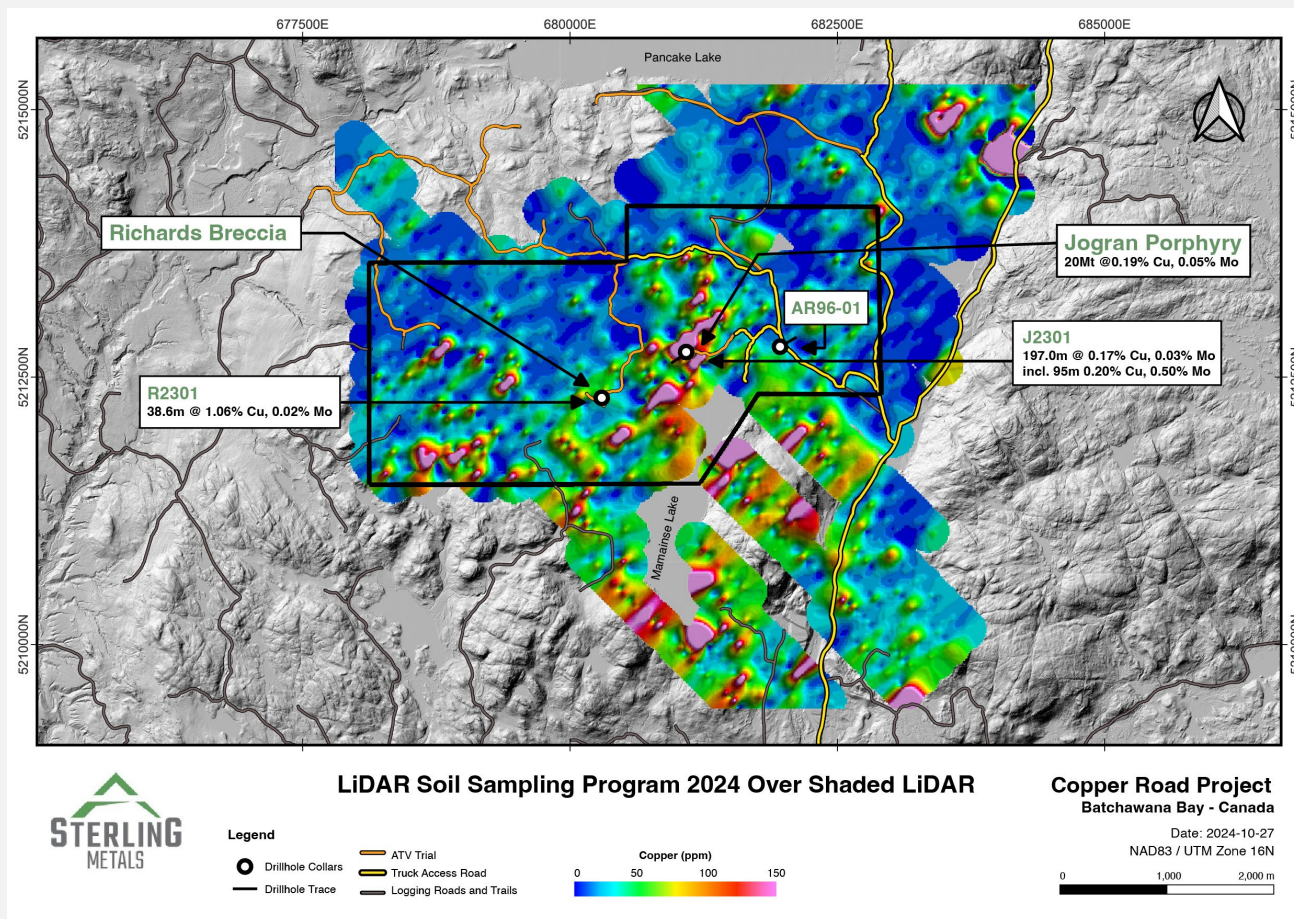 677500E
680000E
682500E
685000E
Pancake Lake
5215000N
Richards Breccia
Jogran Porphyry
20Mt @0.19% Cu, 0.05% Mo
AR96-01
J2301
197.0m @ 0.17% Cu, 0.03% Mo
incl. 95m 0.20% Cu, 0.50% Mo
5212500N
R2301
38.6m @ 1.06% Cu, 0.02% Mo
Mamainse Lake
5210000N
LiDAR Soil Sampling Program 2024 Over Shaded LiDAR
Copper Road Project
Batchawana Bay - Canada
Date: 2024-10-27
NAD83 / UTM Zone 16N
0 1,000 2,000 m
STERLING
METALS
Legend
Drillhole Collars
Drillhole Trace
ATV Trial
Truck Access Road
Logging Roads and Trails
Copper (ppm)
0 50 100 150